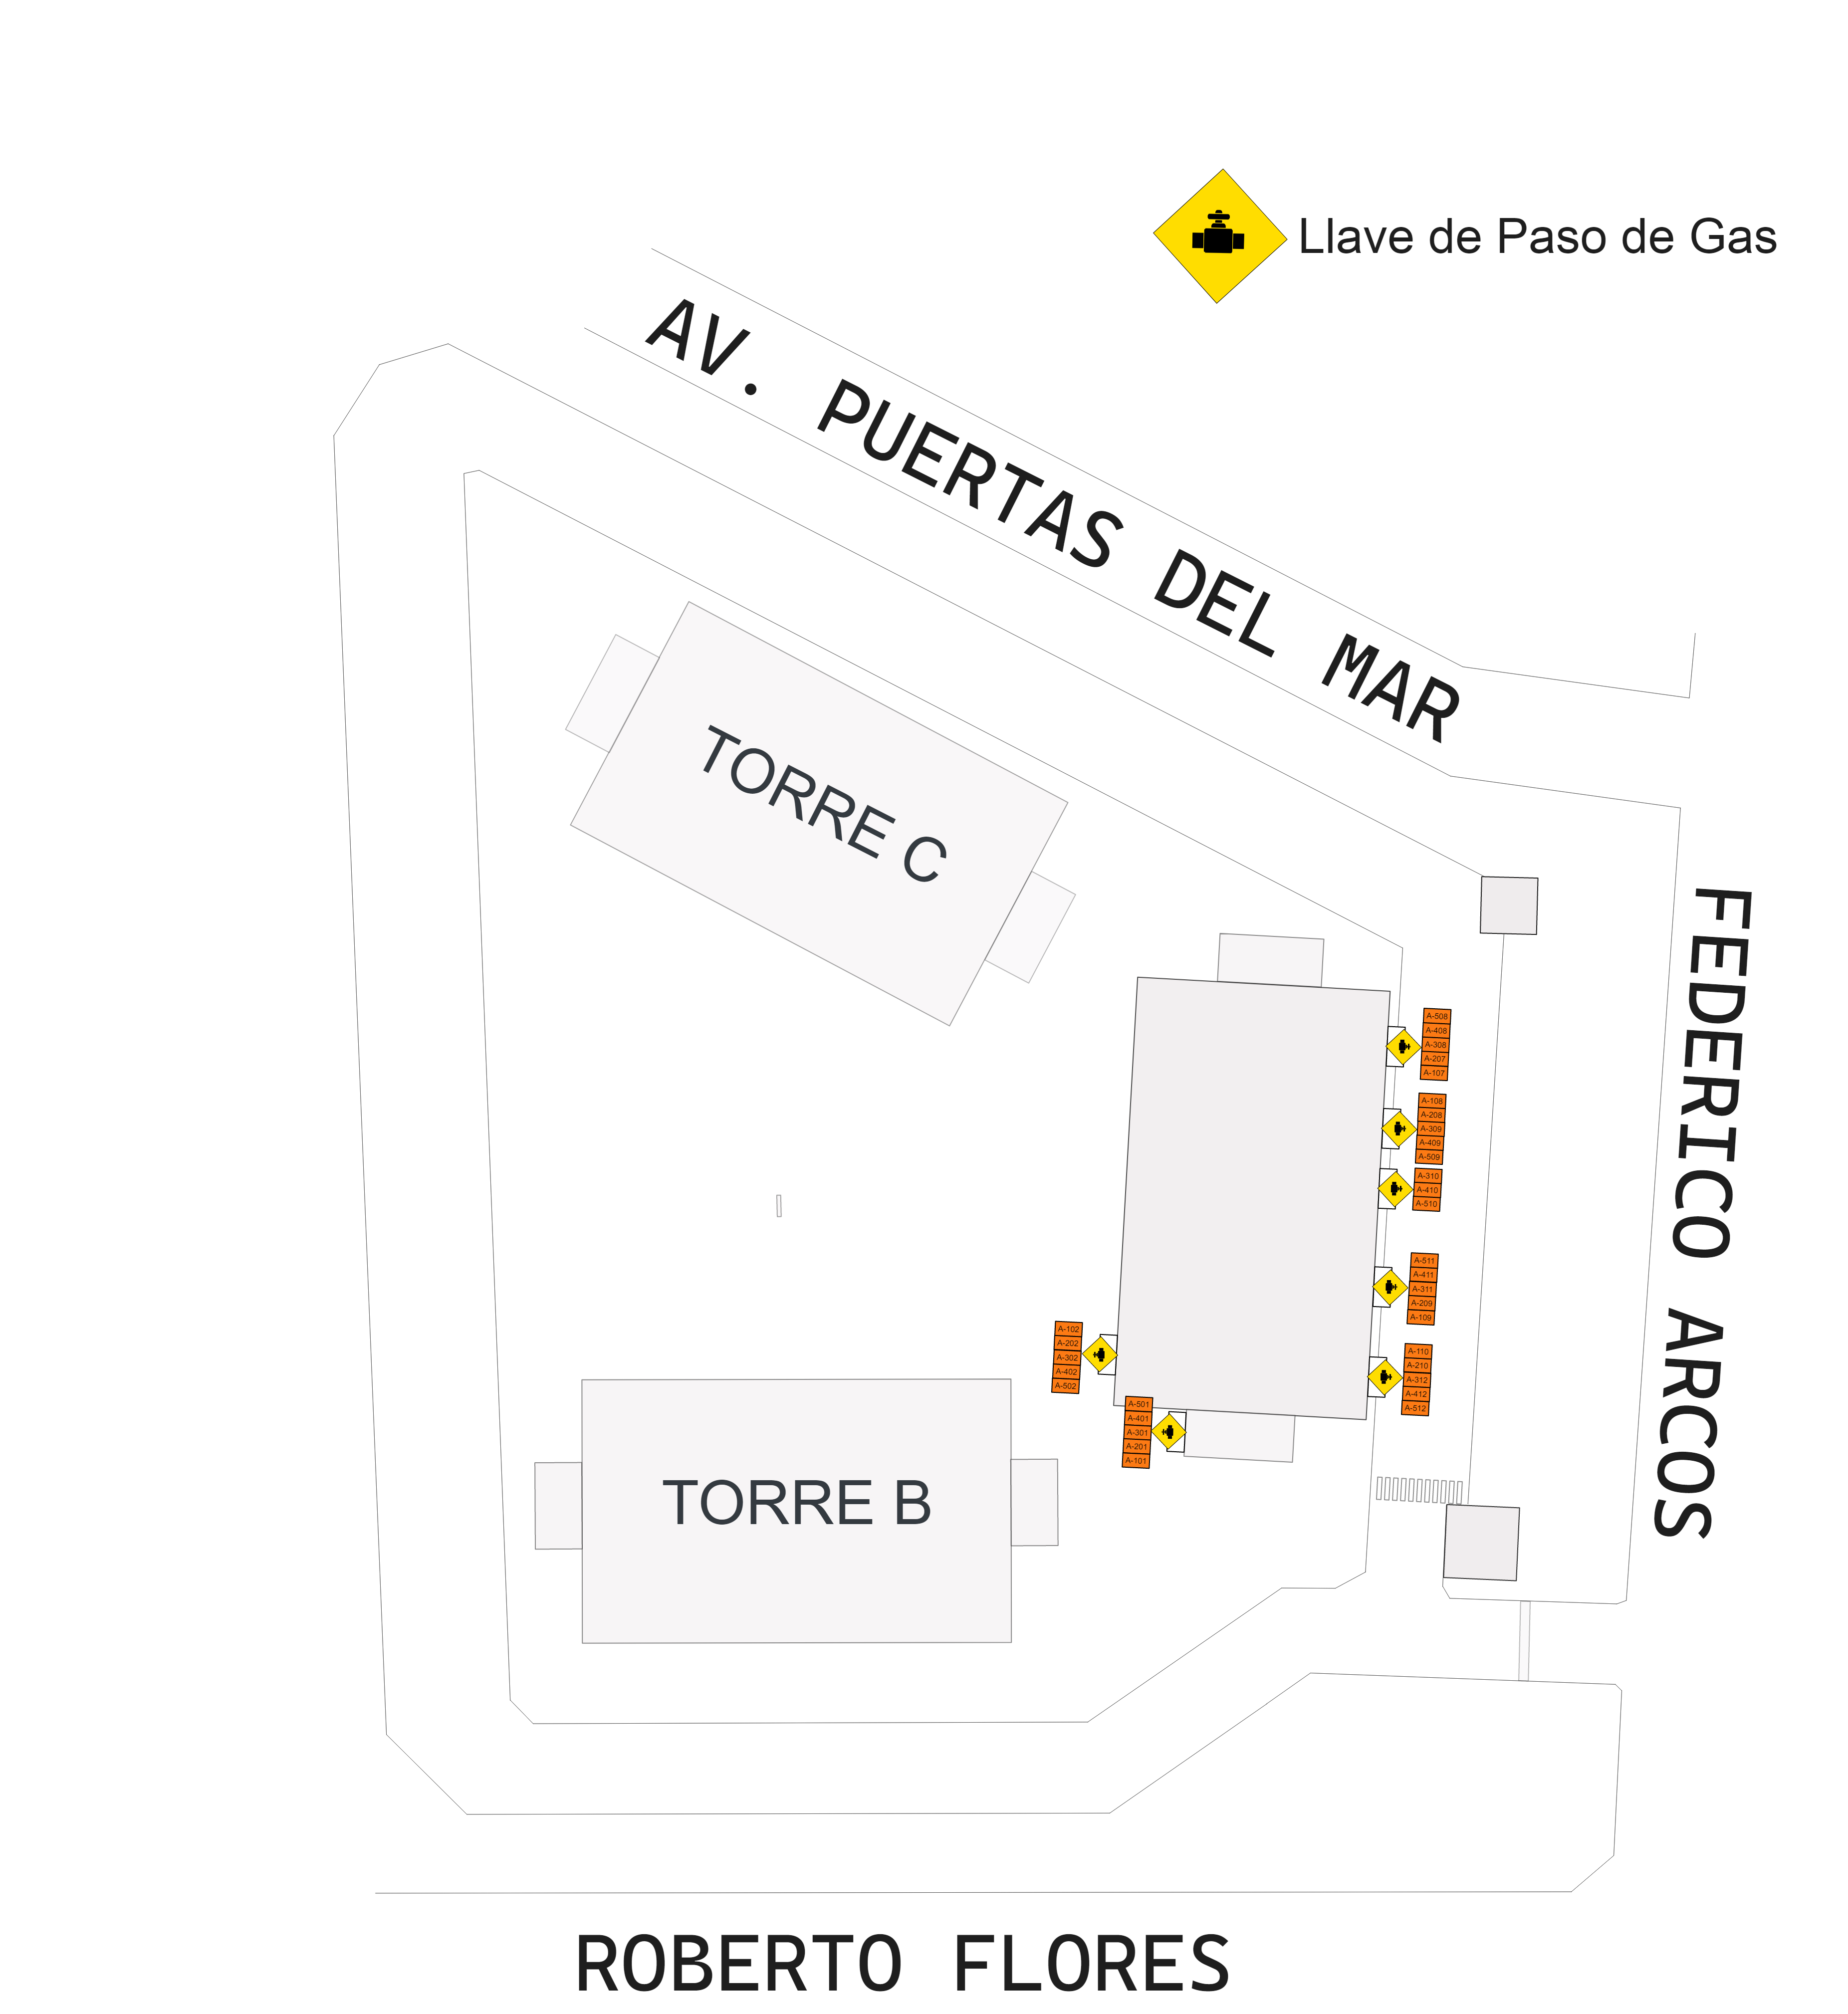 Llave de Paso de Gas
AV. PUERTAS DEL MAR
TORRE C
FEDERICO ARCOS
A-508
A-408
A-308
A-207
A-107
A-108
A-208
A-309
A-409
A-509
A-310
A-410
A-510
A-511
A-411
A-311
A-209
A-109
A-102
A-202
A-302
A-402
A-502
A-110
A-210
A-312
A-412
A-512
A-501
A-401
A-301
A-201
A-101
TORRE B
ROBERTO FLORES